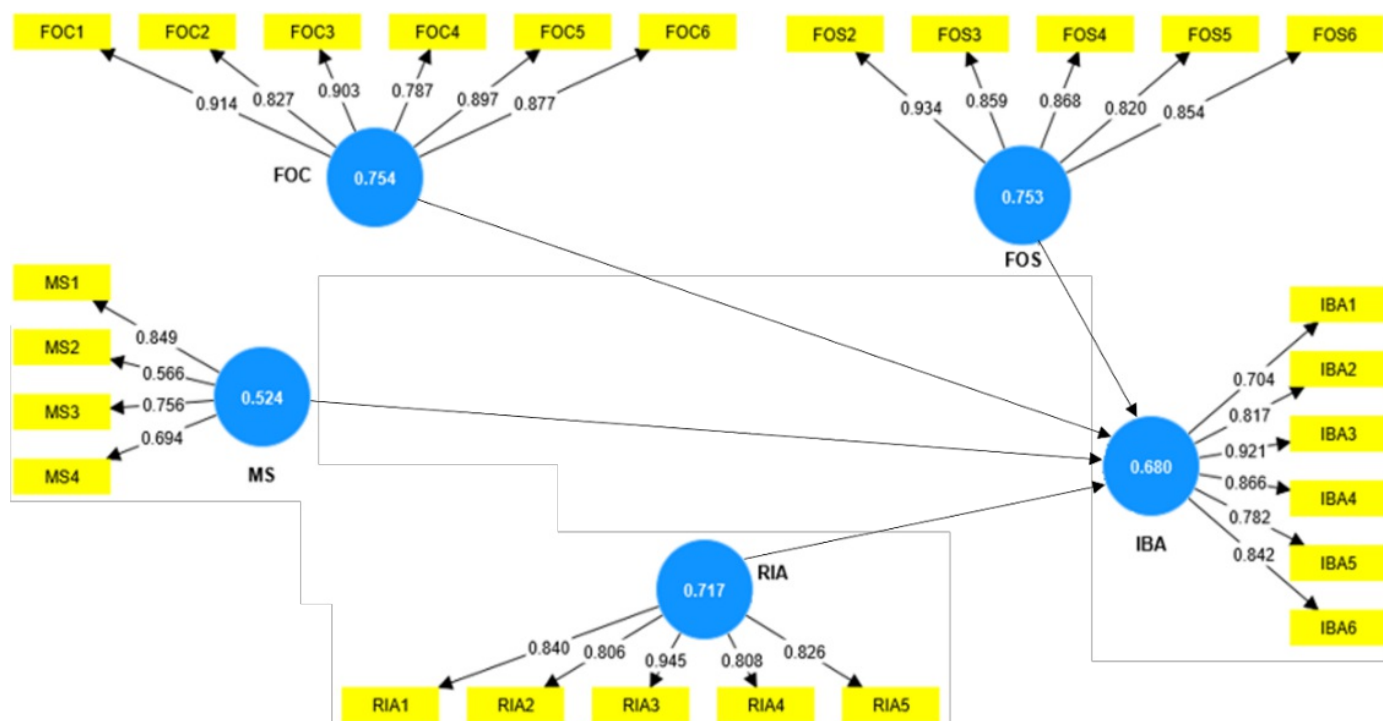 FOC1 FOC2 FOC3 FOC4 FOC5 FOC6
0.914 0.827 0.903 0.787 0.897 0.877
FOC
0.754
FOS2 FOS3 FOS4 FOS5 FOS6
0.934 0.859 0.868 0.820 0.854
0.753
FOS
MS1
MS2
MS3
MS4
0.849
0.566
0.756
0.694
0.524
MS
IBA1
IBA2
IBA3
IBA4
IBA5
IBA6
0.704
0.817
0.921
0.866
0.782
0.842
0.680
IBA
RIA
0.717
0.840 0.806 0.945 0.808 0.826
RIA1 RIA2 RIA3 RIA4 RIA5